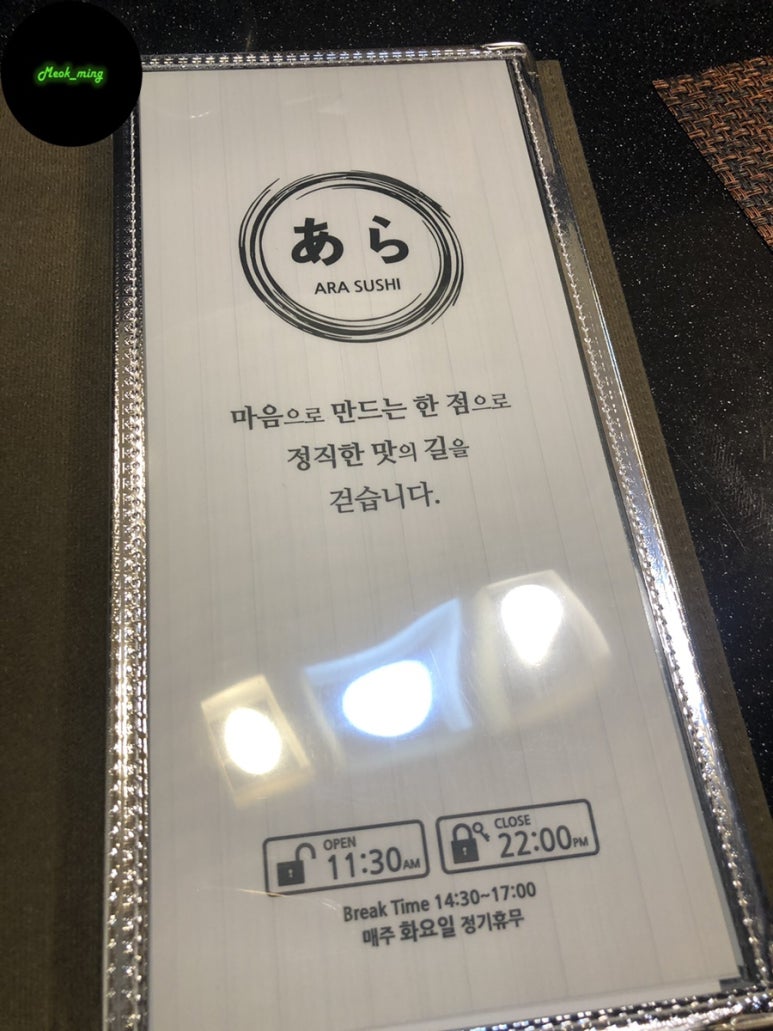 Meok_ming
あら
ARA SUSHI
마음으로 만드는 한 점으로
정직한 맛의 길을
걷습니다.
OPEN
11:30AM
CLOSE
22:00PM
Break Time 14:30~17:00
매주 화요일 정기휴무